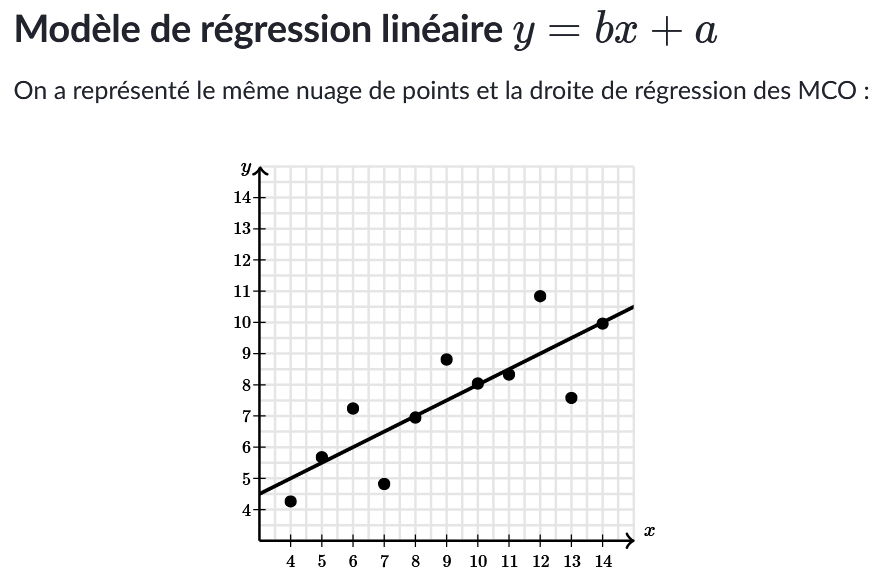 Modèle de régression linéaire y = bx + a
On a représenté le même nuage de points et la droite de régression des MCO :
y
14
13
12
11
10
9
8
7
6
5
4
x
4 5 6 7 8 9 10 11 12 13 14